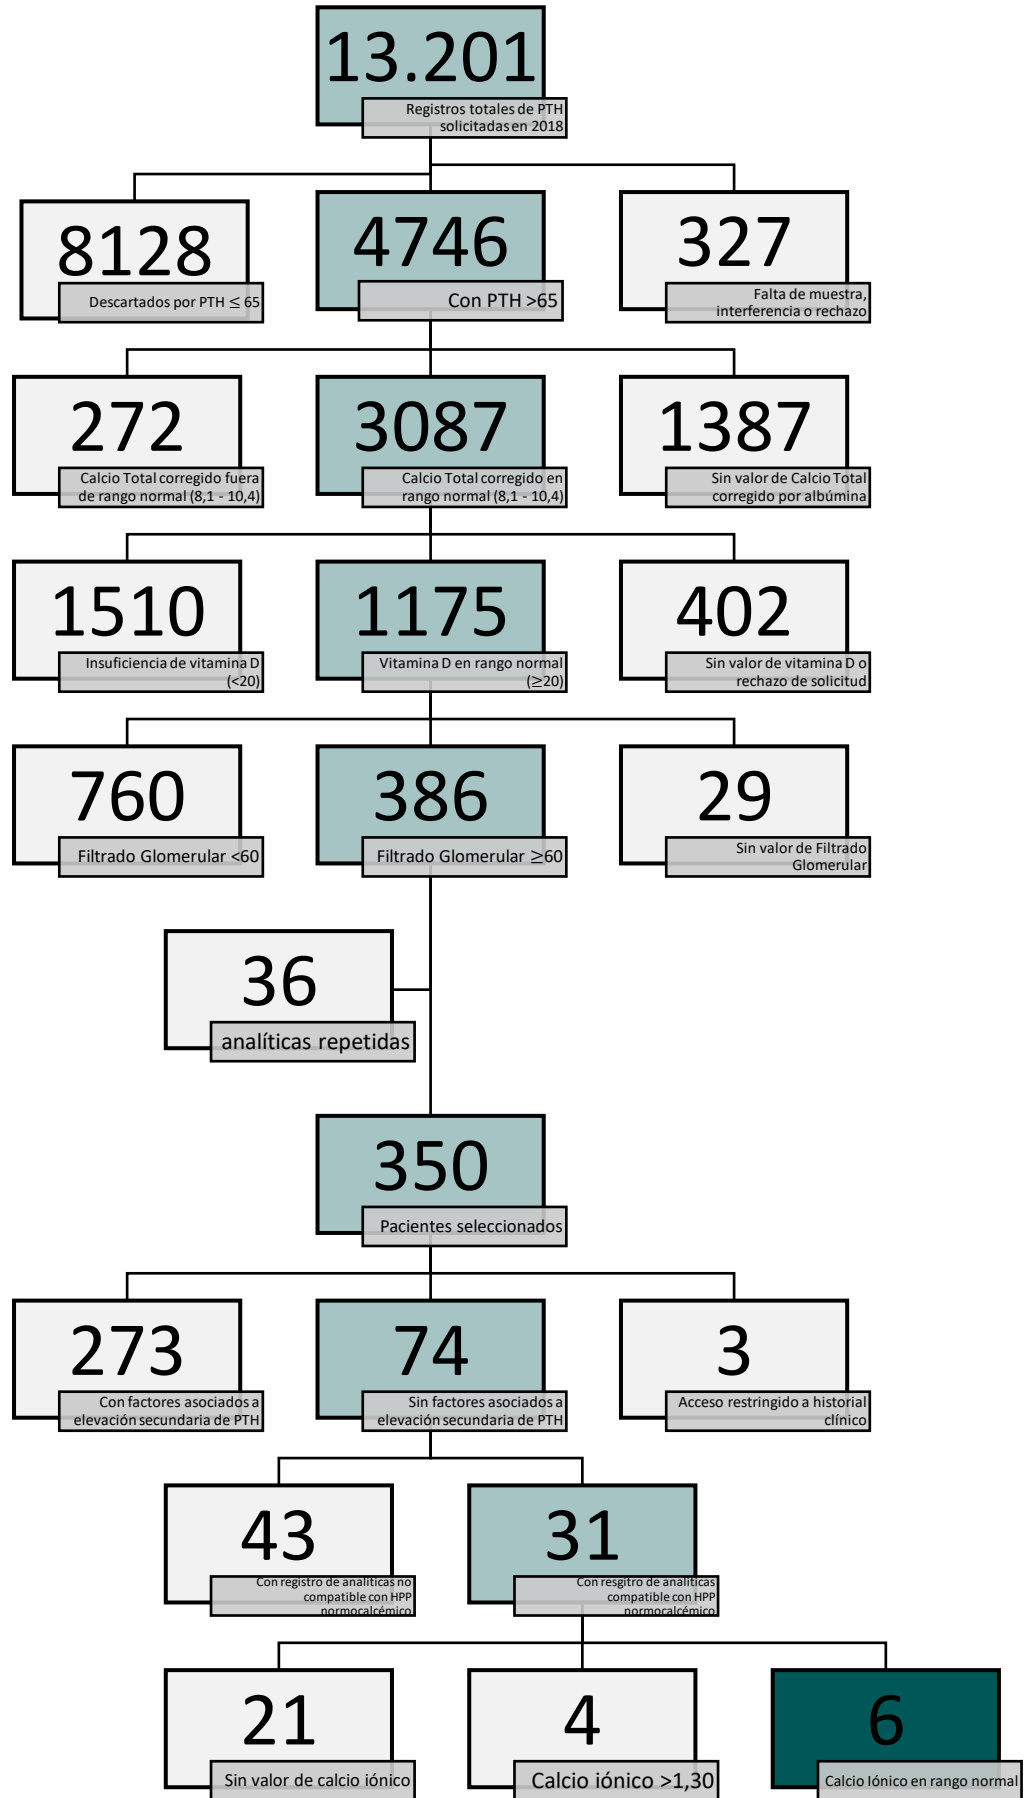 13.201
Registros totales de PTH
solicitadas en 2018
8128
Descartados por PTH ≤ 65
4746
Con PTH >65
327
Falta de muestra,
interferencia o rechazo
272
Calcio Total corregido fuera
de rango normal (8,1 - 10,4)
3087
Calcio Total corregido en
rango normal (8,1 - 10,4)
1387
Sin valor de Calcio Total
corregido por albúmina
1510
Insuficiencia de vitamina D
(<20)
1175
Vitamina D en rango normal
(≥20)
402
Sin valor de vitamina D o
rechazo de solicitud
760
Filtrado Glomerular <60
386
Filtrado Glomerular ≥60
29
Sin valor de Filtrado
Glomerular
36
analíticas repetidas
350
Pacientes seleccionados
273
Con factores asociados a
elevación secundaria de PTH
74
Sin factores asociados a
elevación secundaria de PTH
3
Acceso restringido a historial
clínico
43
Con registro de analíticas no
compatible con HPP
normocalcémico
31
Con resgitro de analíticas
compatible con HPP
normocalcémico
21
Sin valor de calcio iónico
4
Calcio iónico >1,30
6
Calcio Iónico en rango normal